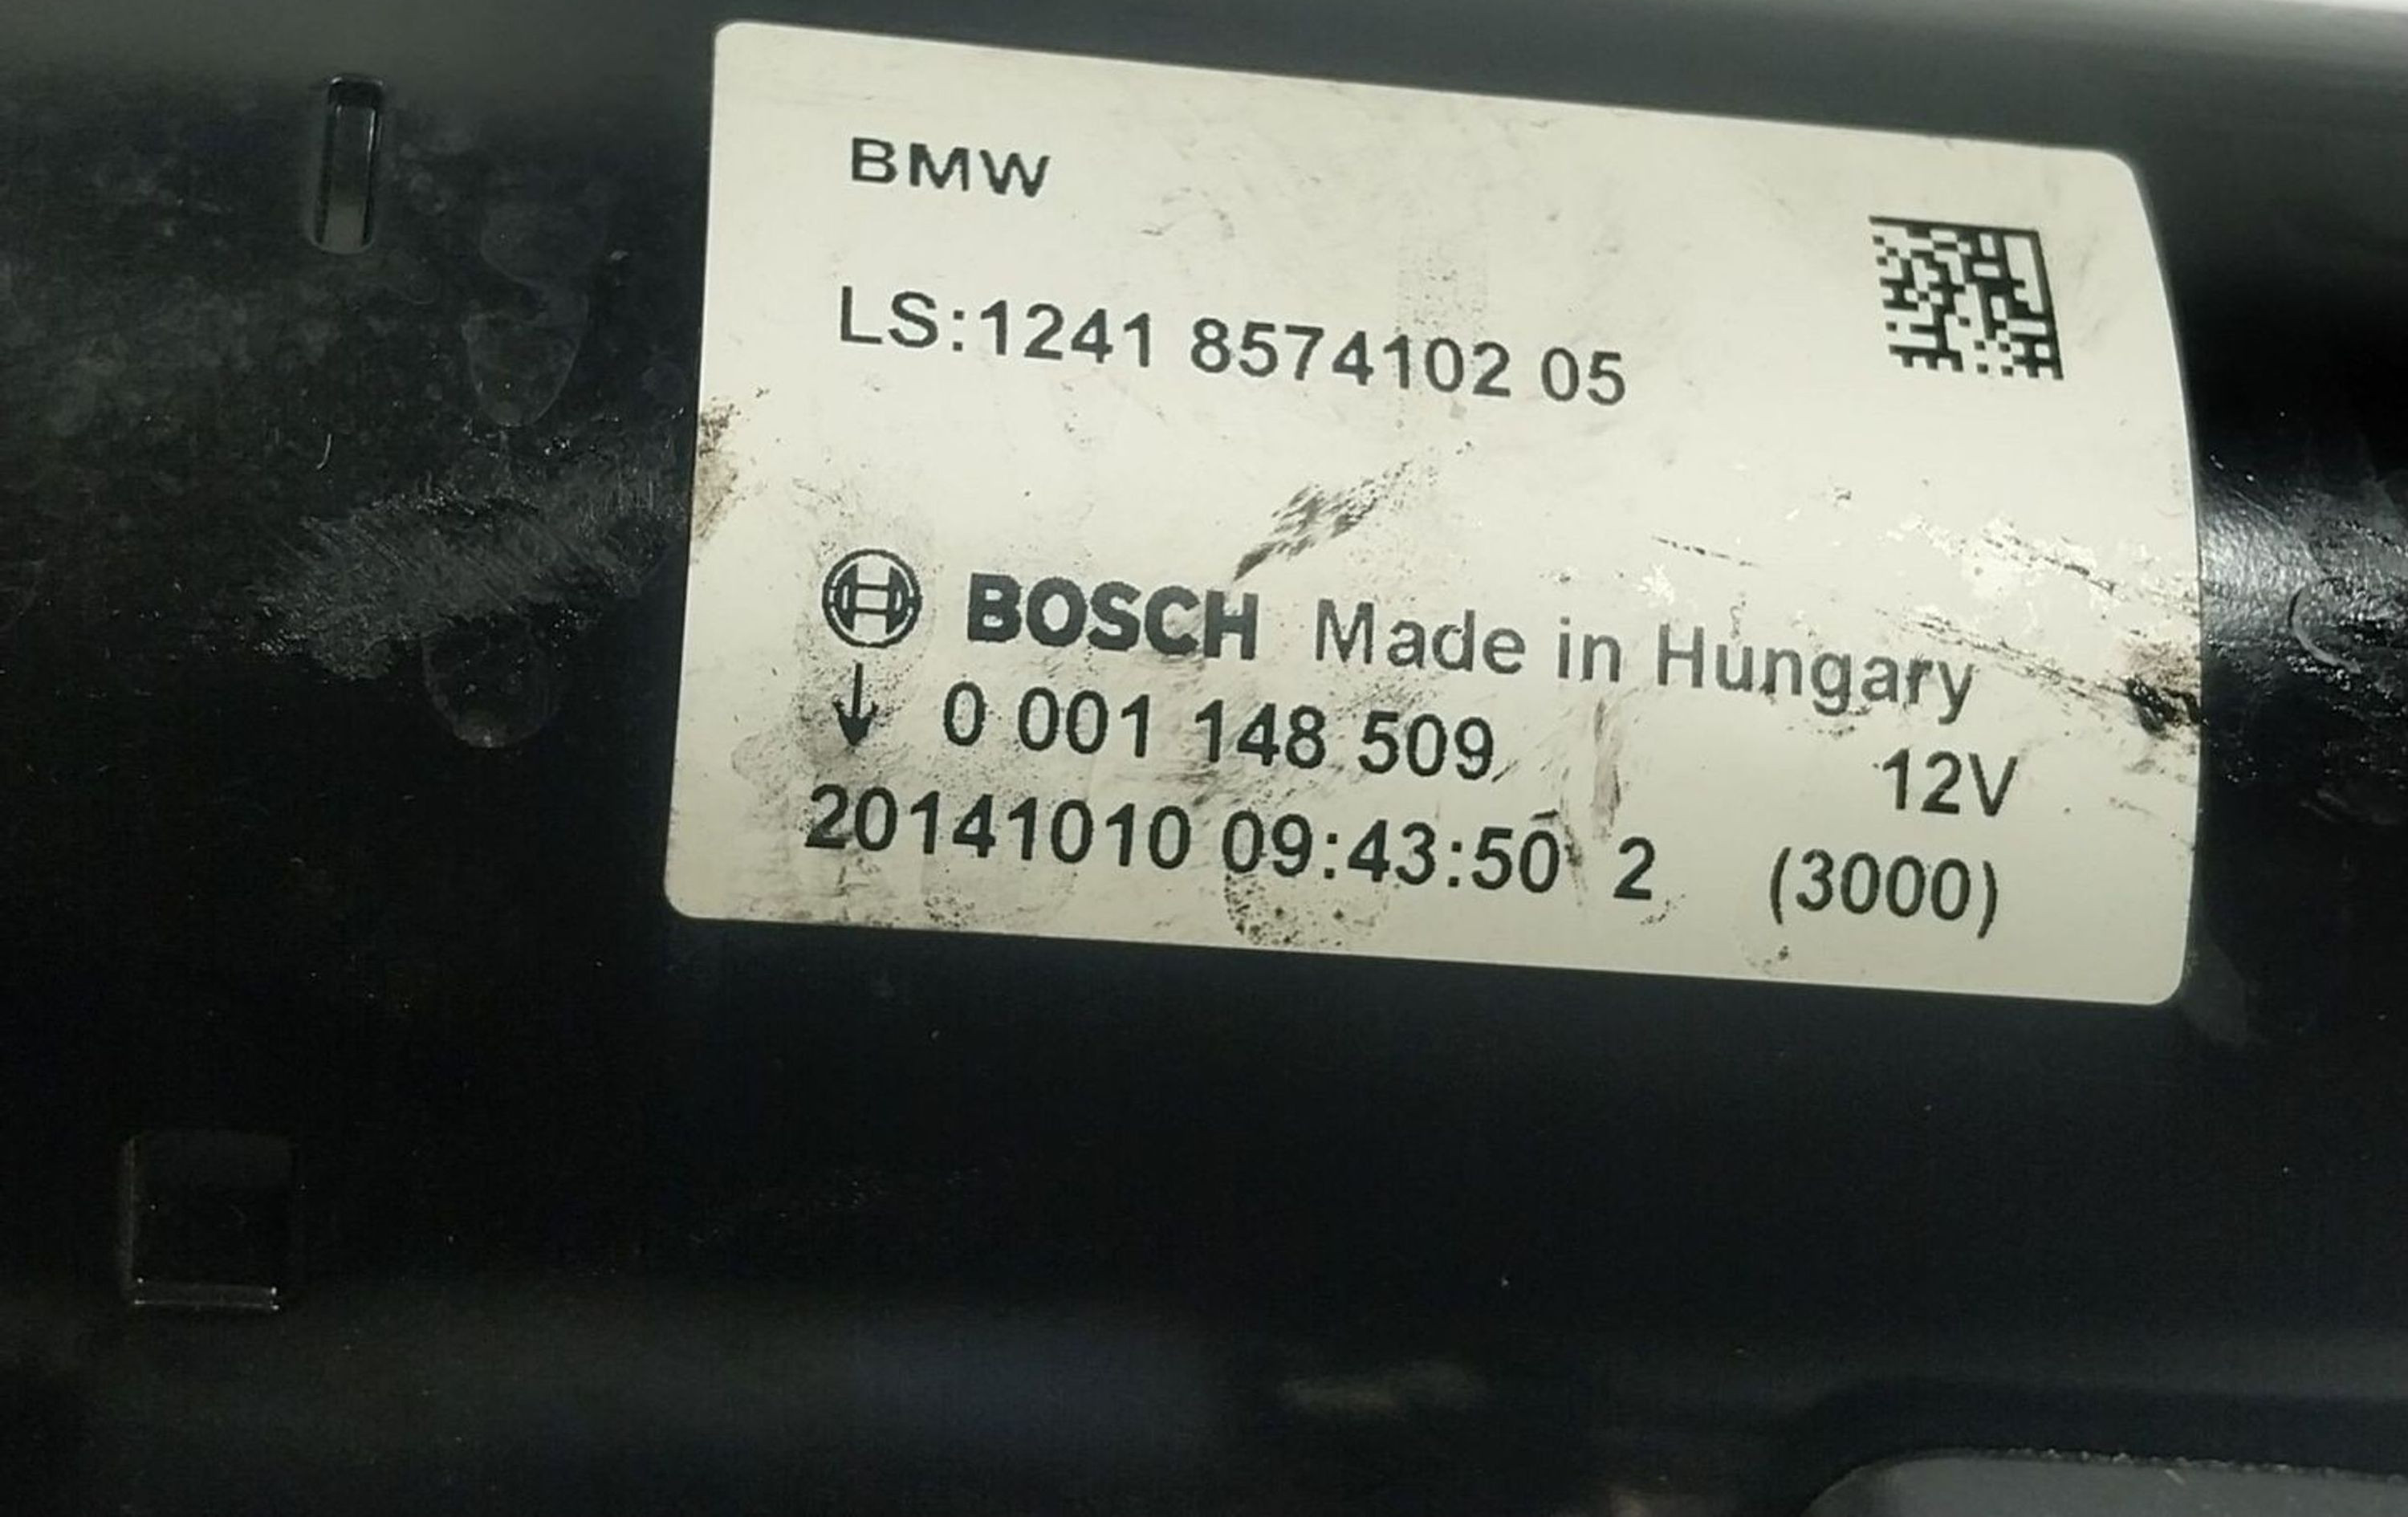 BMW
LS:1241 8574102 05
BOSCH Made in Hungary
↓ 0 001 148 509 12V
20141010 09:43:50 2 (3000)